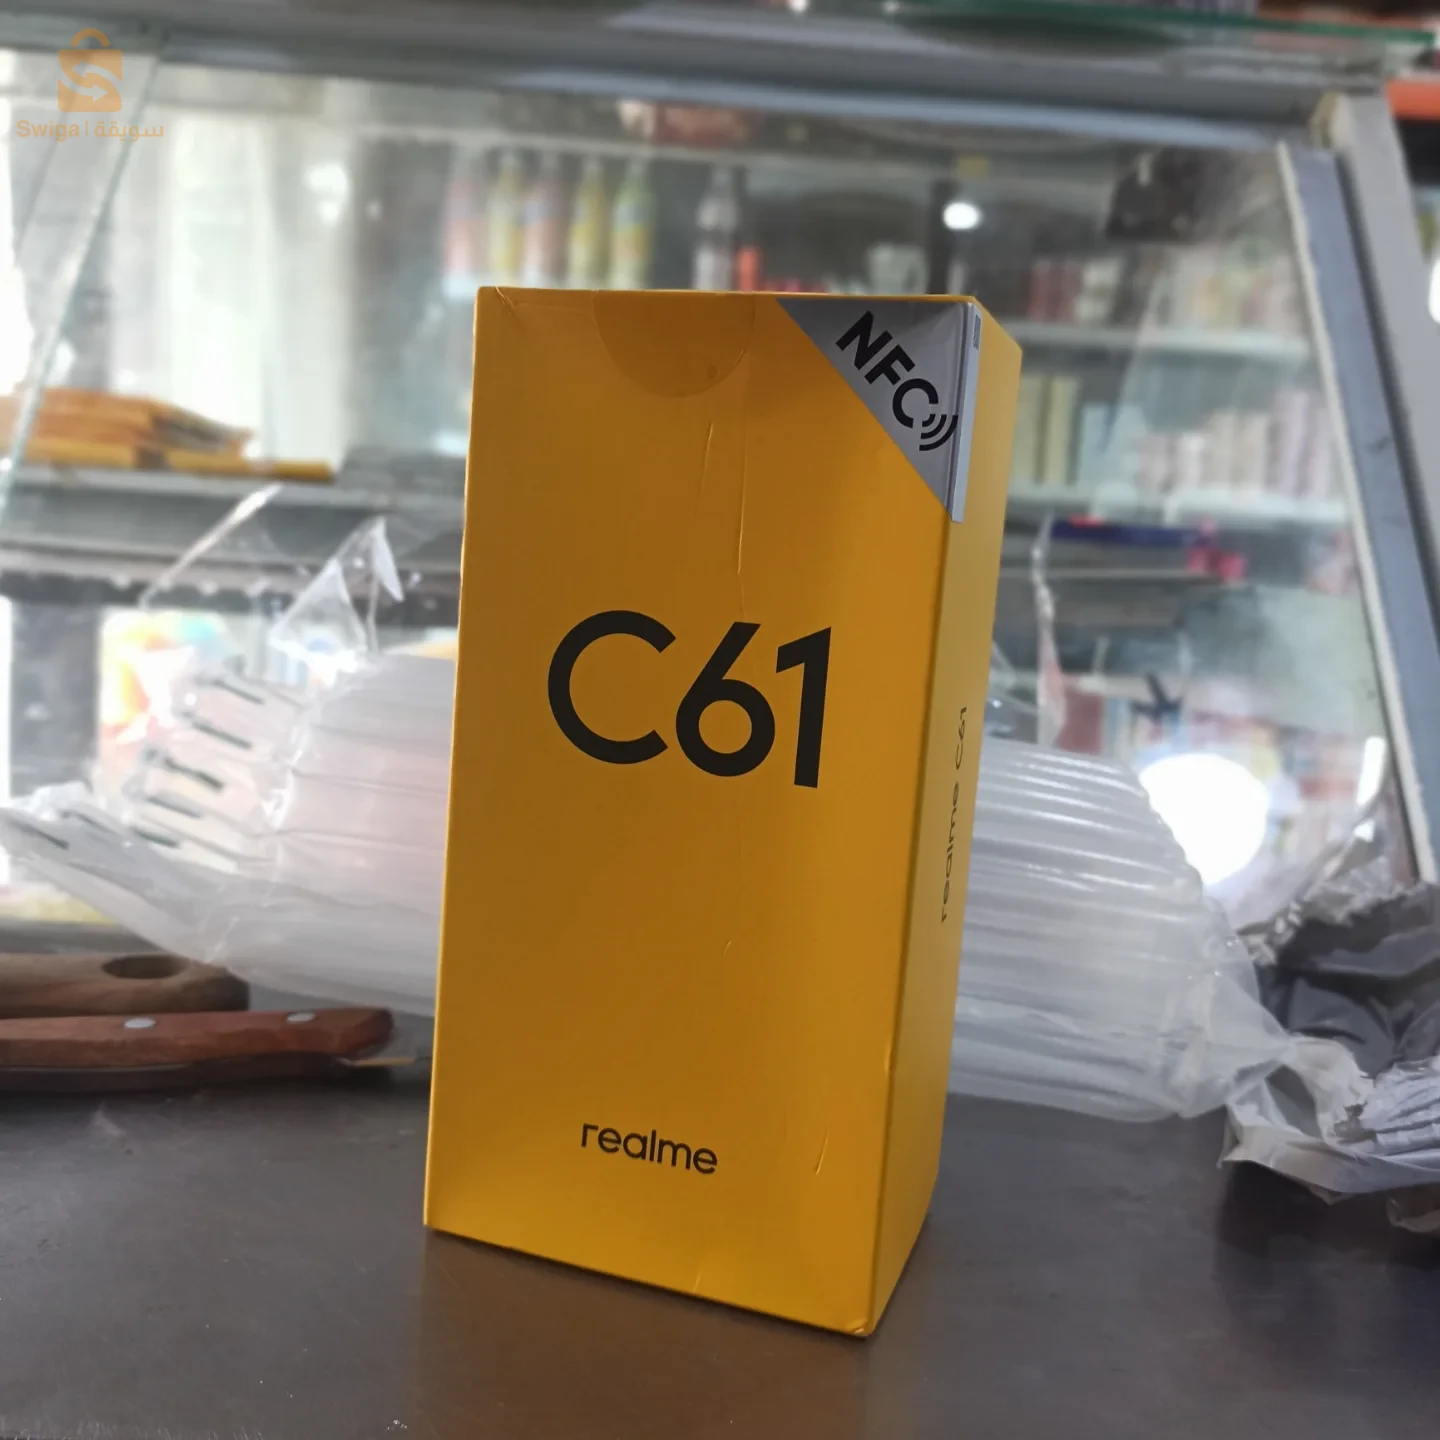 Swiga | سويقة
NFC
C61
realme C61
realme